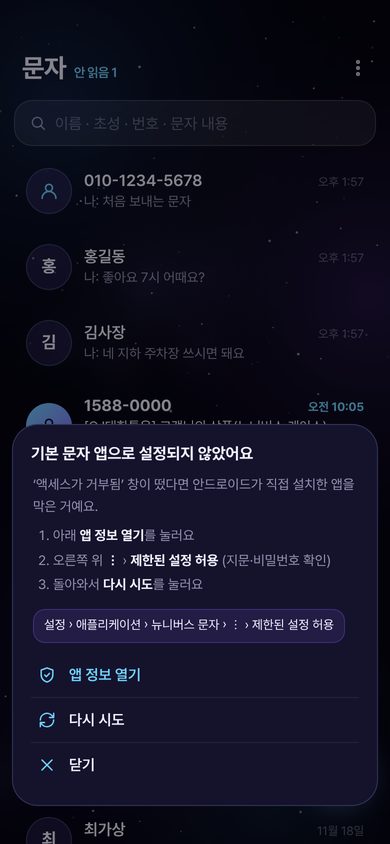 문자 안 읽음 1
이름 · 초성 · 번호 · 문자 내용
010-1234-5678 오후 1:57
나: 처음 보내는 문자
홍 홍길동 오후 1:57
나: 좋아요 7시 어때요?
김 김사장 오후 1:57
나: 네 지하 주차장 쓰시면 돼요
1588-0000 오전 10:05
기본 문자 앱으로 설정되지 않았어요
‘액세스가 거부됨’ 창이 떴다면 안드로이드가 직접 설치한 앱을
막은 거예요.
1. 아래 앱 정보 열기를 눌러요
2. 오른쪽 위 ⋮ › 제한된 설정 허용 (지문·비밀번호 확인)
3. 돌아와서 다시 시도를 눌러요
설정 › 애플리케이션 › 뉴니버스 문자 › ⋮ › 제한된 설정 허용
앱 정보 열기
다시 시도
닫기
최 최가상 11월 18일